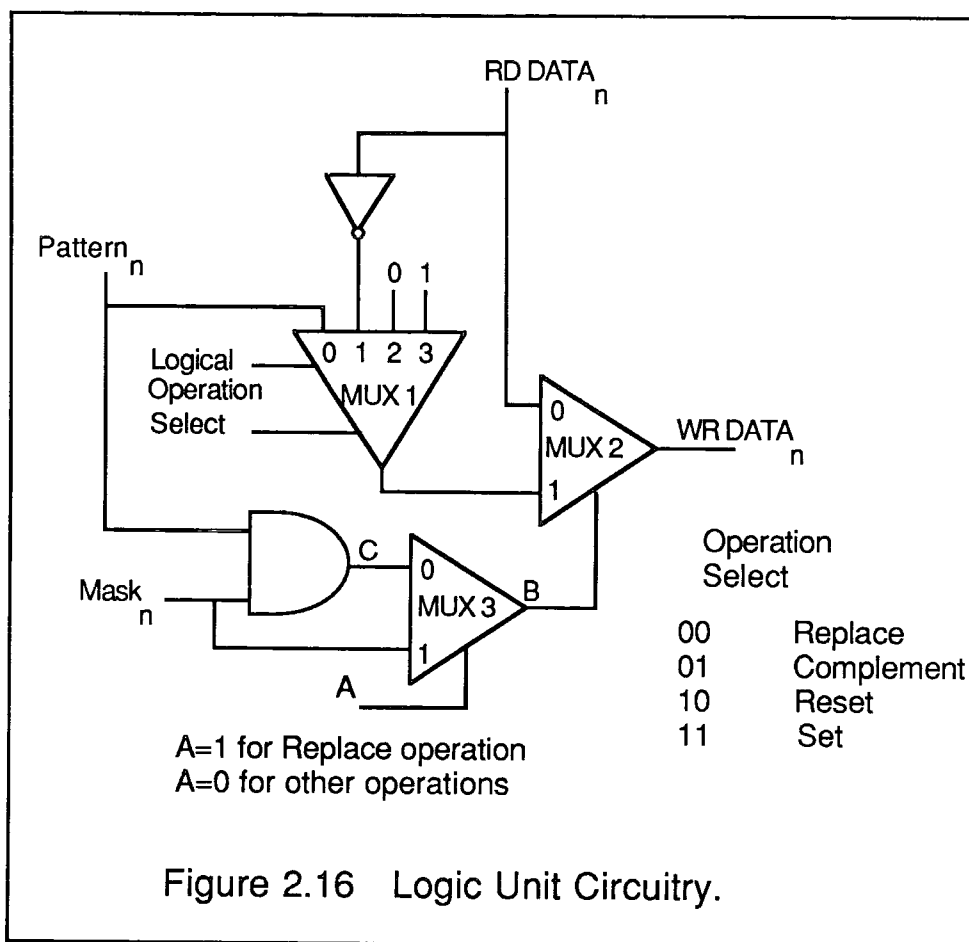 RD DATA
n
Pattern
n
0 1
0 1 2 3
MUX 1
Logical
Operation
Select
0
MUX 2
1
WR DATA
n
C
0
MUX 3
1
B
Mask
n
A
Operation
Select
00 Replace
01 Complement
10 Reset
11 Set
A=1 for Replace operation
A=0 for other operations
Figure 2.16 Logic Unit Circuitry.